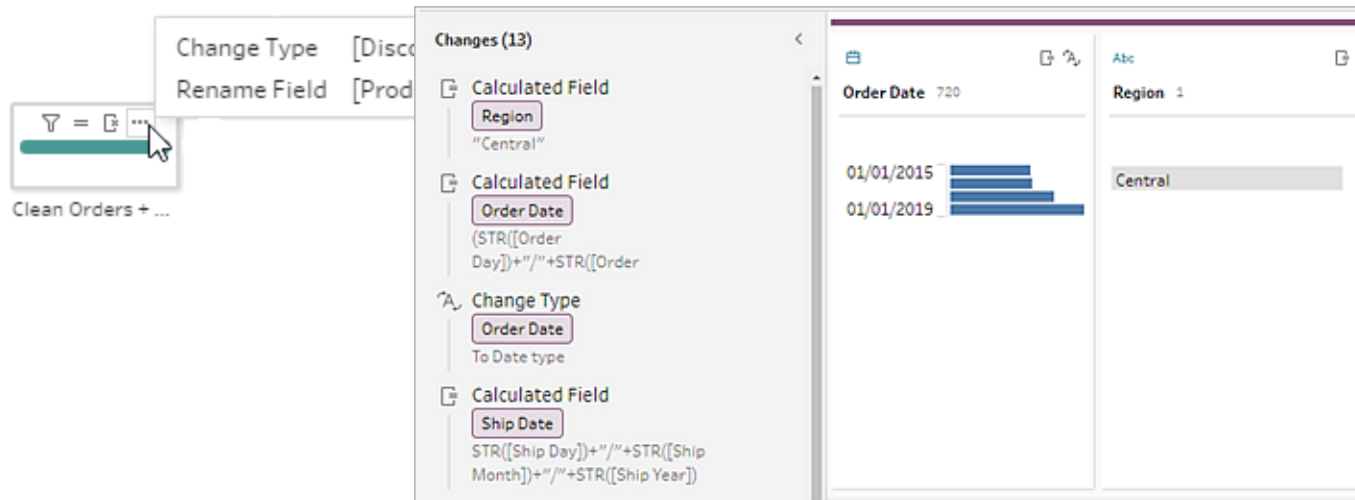 Change Type [Disco
Rename Field [Prod
Clean Orders + ...
Changes (13)
Calculated Field
Region
"Central"
Calculated Field
Order Date
(STR([Order
Day])+"/"+STR([Order
Change Type
Order Date
To Date type
Calculated Field
Ship Date
STR([Ship Day])+"/"+STR([Ship
Month])+"/"+STR([Ship Year])
Order Date 720
01/01/2015
01/01/2019
Abc
Region 1
Central